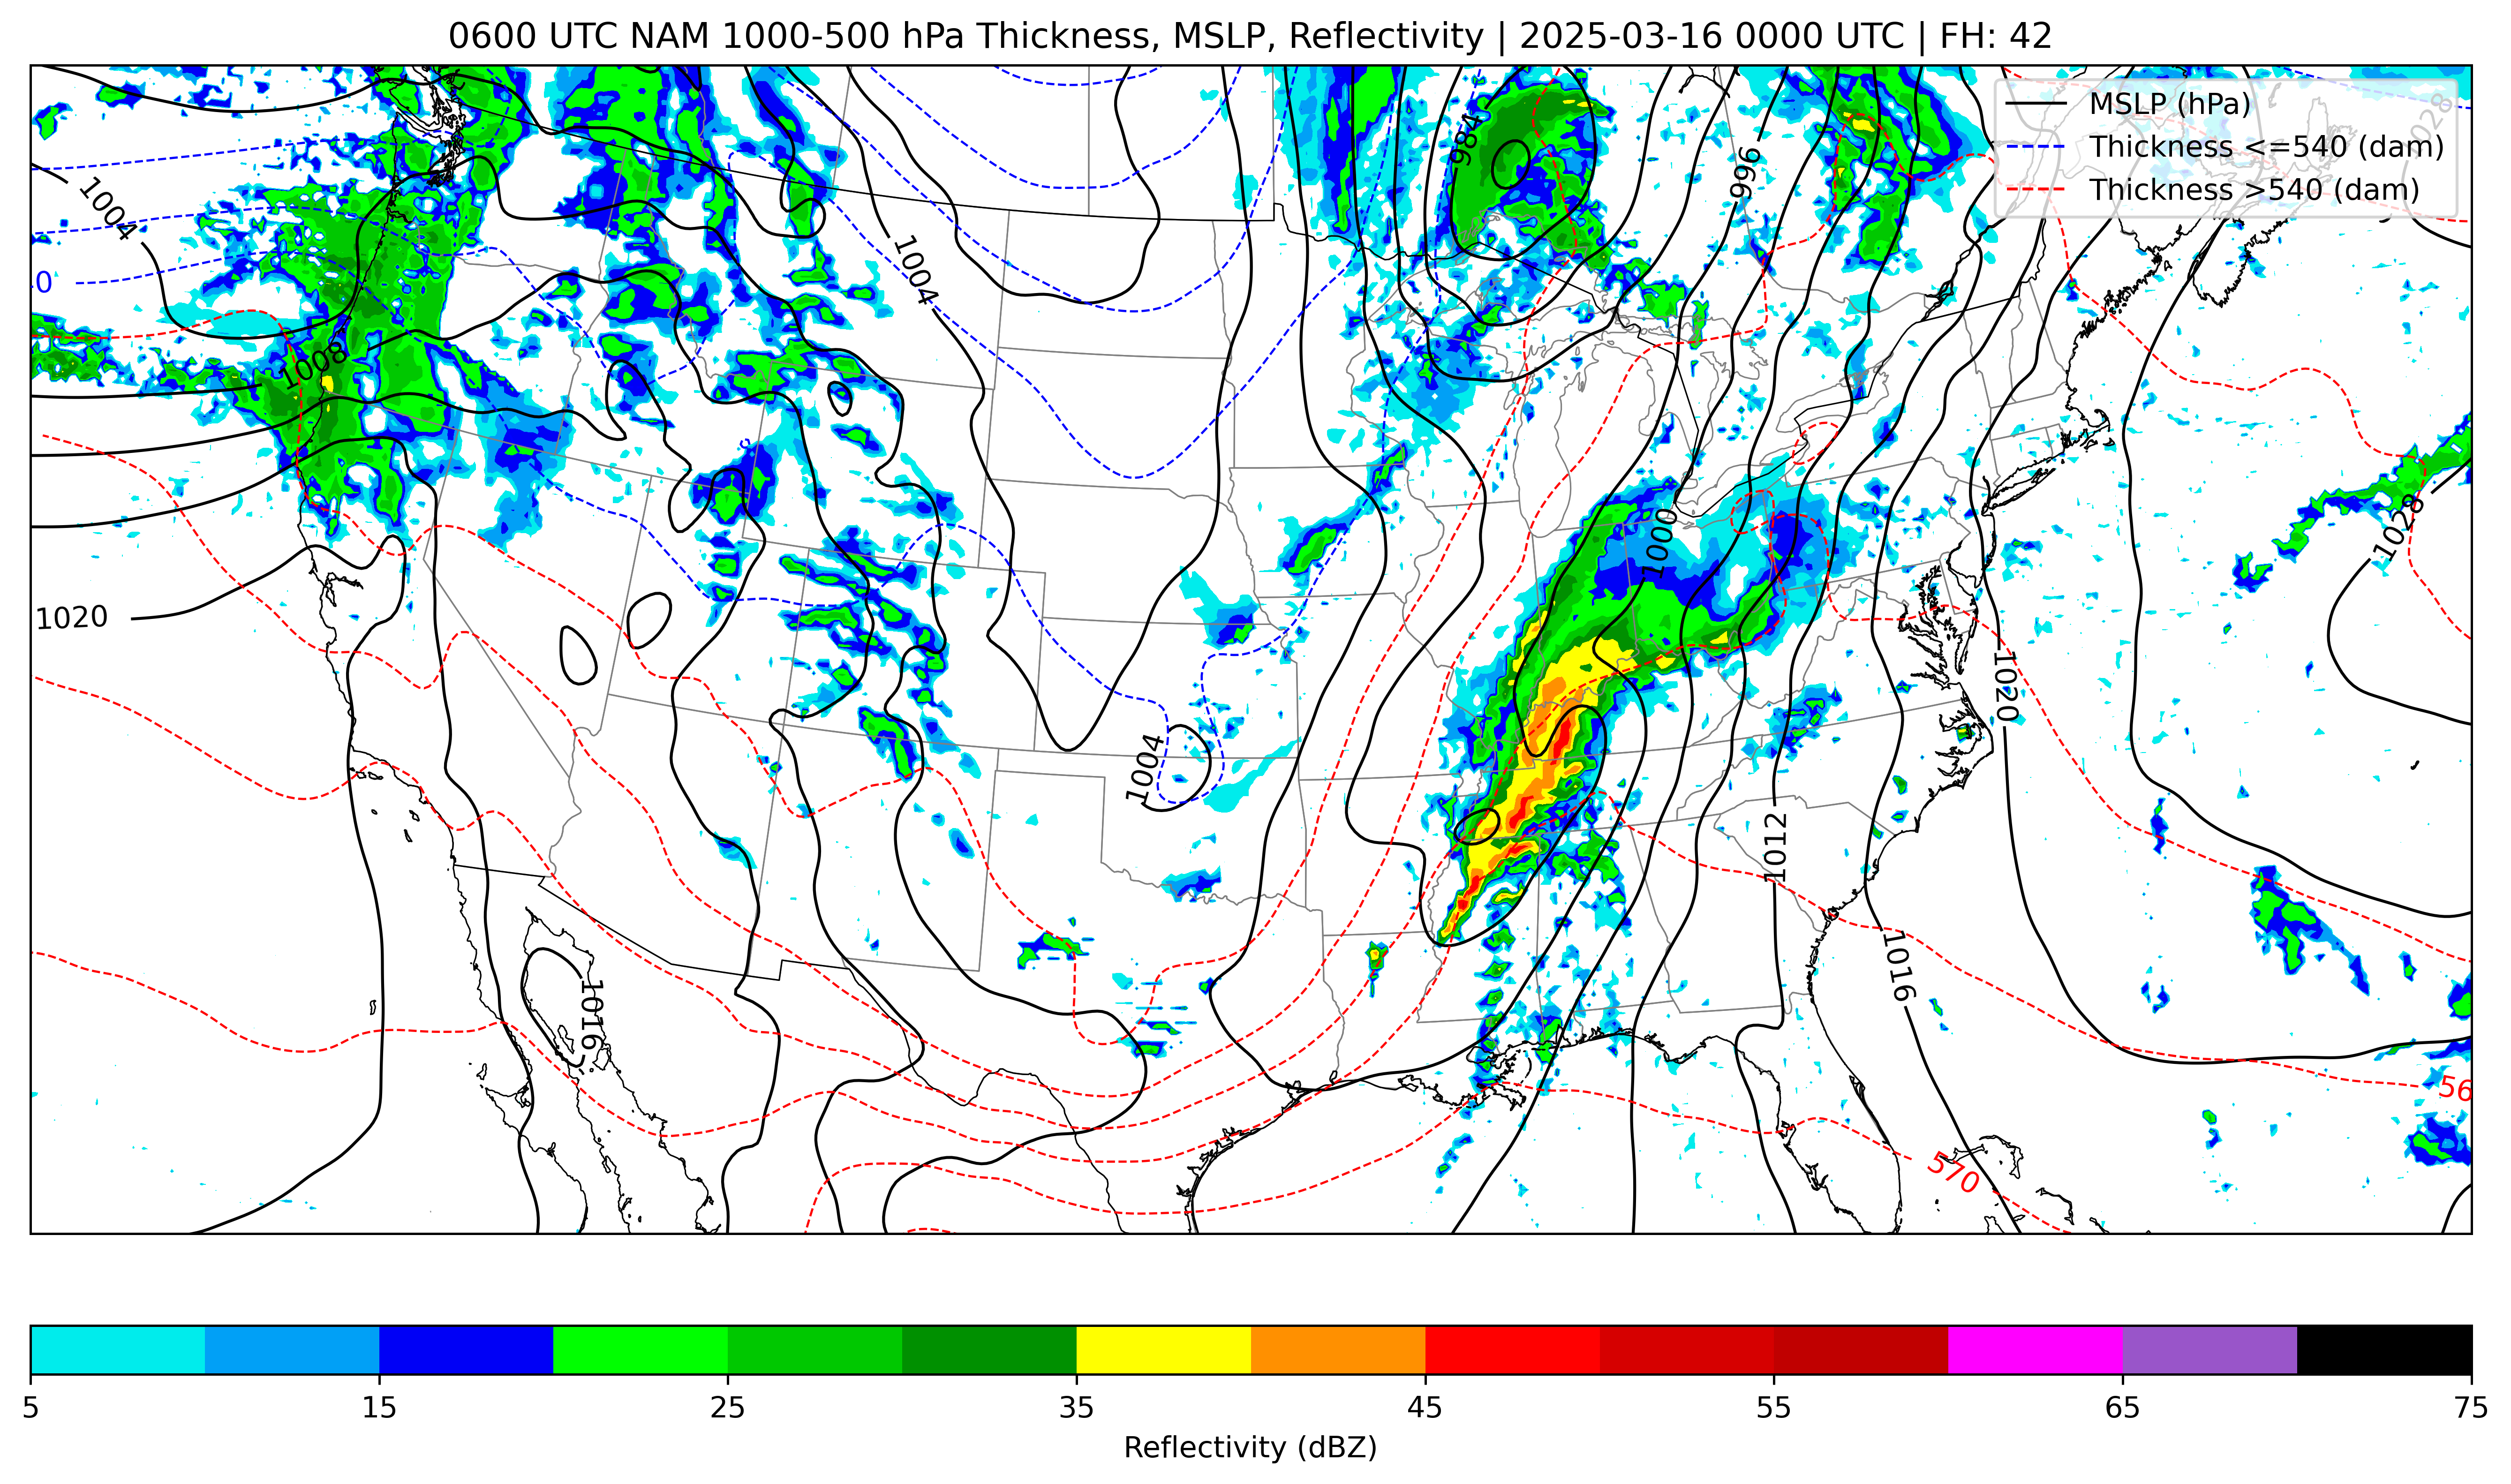 0600 UTC NAM 1000-500 hPa Thickness, MSLP, Reflectivity | 2025-03-16 0000 UTC | FH: 42
MSLP (hPa)
Thickness <=540 (dam)
Thickness >540 (dam)
1028
984
996
1004
1004
0
1008
1000
1028
1020
1020
1004
1012
1016
1016
56
570
5 15 25 35 45 55 65 75
Reflectivity (dBZ)